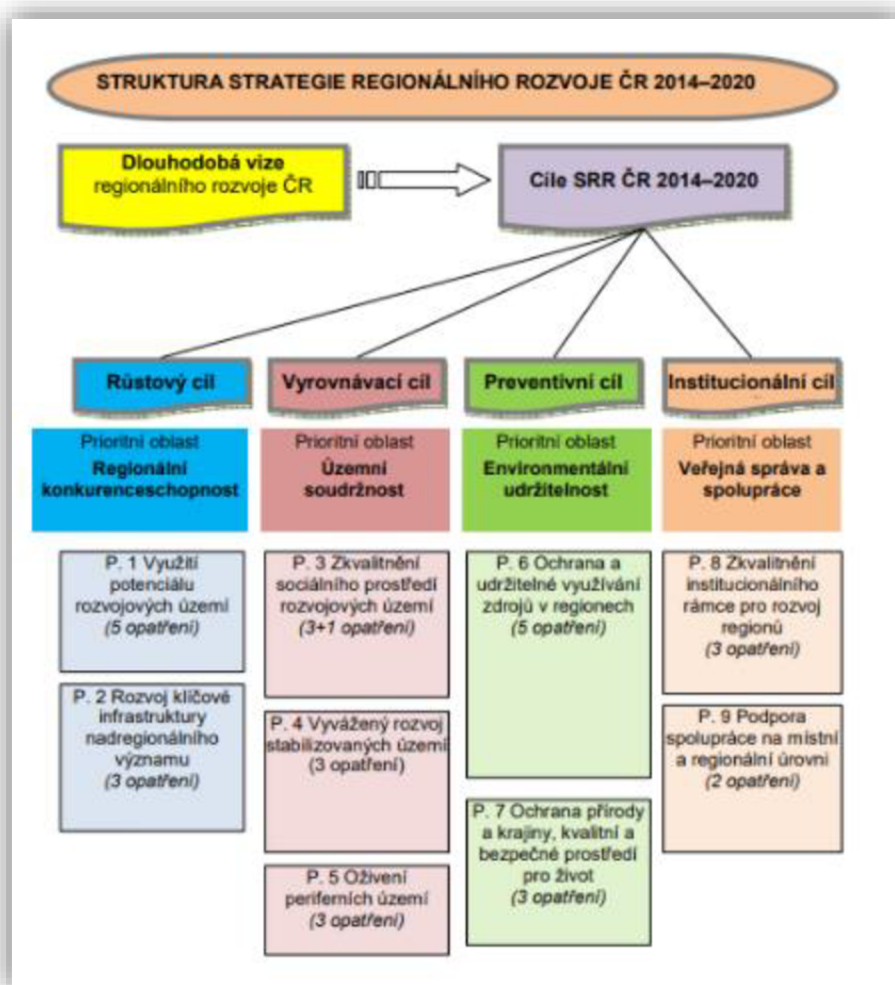 STRUKTURA STRATEGIE REGIONÁLNÍHO ROZVOJE ČR 2014–2020
Dlouhodobá vize
regionálního rozvoje ČR
Cíle SRR ČR 2014–2020
Růstový cíl
Vyrovnávací cíl
Preventivní cíl
Institucionální cíl
Prioritní oblast
Regionální
konkurenceschopnost
Prioritní oblast
Územní
soudržnost
Prioritní oblast
Environmentální
udržitelnost
Prioritní oblast
Veřejná správa a
spolupráce
P. 1 Využití
potenciálu
rozvojových území
(5 opatření)
P. 2 Rozvoj klíčové
infrastruktury
nadregionálního
významu
(3 opatření)
P. 3 Zkvalitnění
sociálního prostředí
rozvojových území
(3+1 opatření)
P. 4 Vyvážený rozvoj
stabilizovaných území
(3 opatření)
P. 5 Oživení
periferních území
(3 opatření)
P. 6 Ochrana a
udržitelné využívání
zdrojů v regionech
(5 opatření)
P. 7 Ochrana přírody
a krajiny, kvalitní a
bezpečné prostředí
pro život
(3 opatření)
P. 8 Zkvalitnění
institucionálního
rámce pro rozvoj
regionů
(3 opatření)
P. 9 Podpora
spolupráce na místní
a regionální úrovni
(2 opatření)